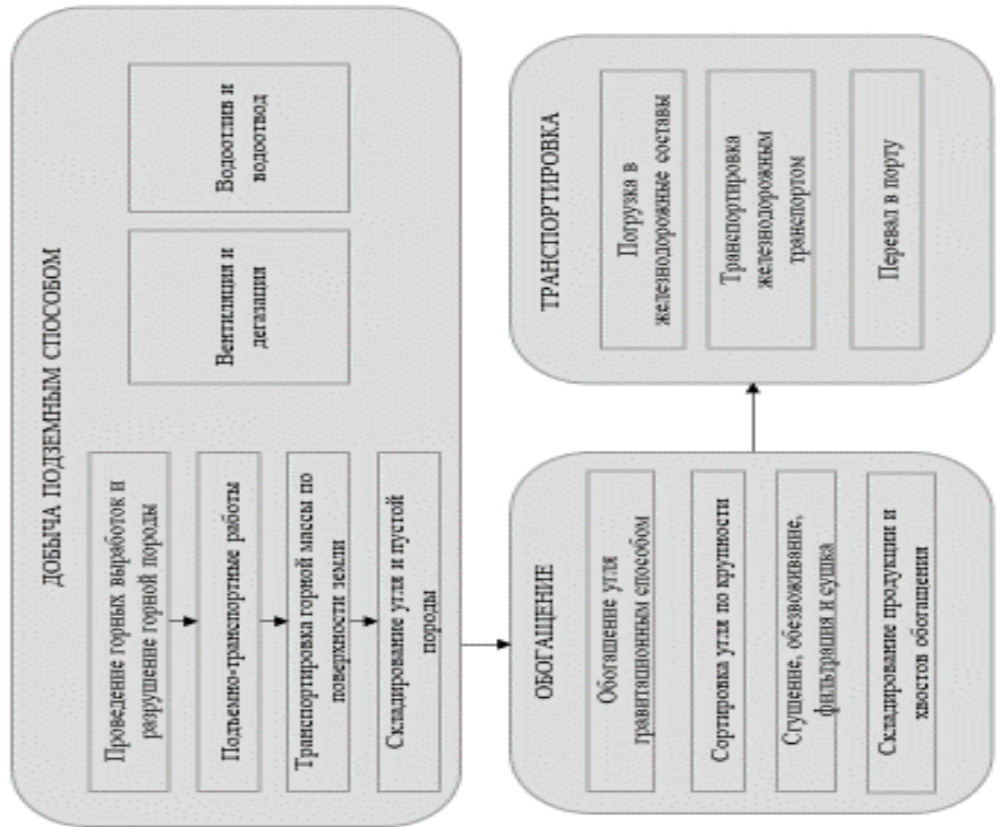 ДОБЫЧА ПОДЗЕМНЫМ СПОСОБОМ
Проведение горных выработок и
разрушение горной породы
Подъемно-транспортные работы
Транспортировка горной массы по
поверхности земли
Складирование угля и пустой
породы
Вентиляция и
дегазация
Водоотлив и
водоотвод
ОБОГАЩЕНИЕ
Обогащение угля
гравитационным способом
Сортировка угля по крупности
Сгущение, обезвоживание,
фильтрация и сушка
Складирование продукции и
хвостов обогащения
ТРАНСПОРТИРОВКА
Погрузка в
железнодорожные составы
Транспортировка
железнодорожным
транспортом
Перевал в порту